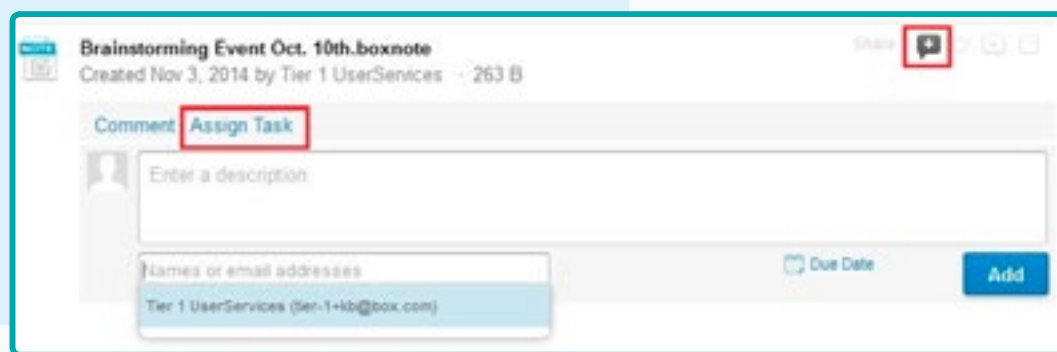 NOTE
Brainstorming Event Oct. 10th.boxnote
Share
Created Nov 3, 2014 by Tier 1 UserServices · 263 B
Comment Assign Task
Enter a description
Names or email addresses
Due Date
Add
Tier 1 UserServices (tier-1+kb@box.com)